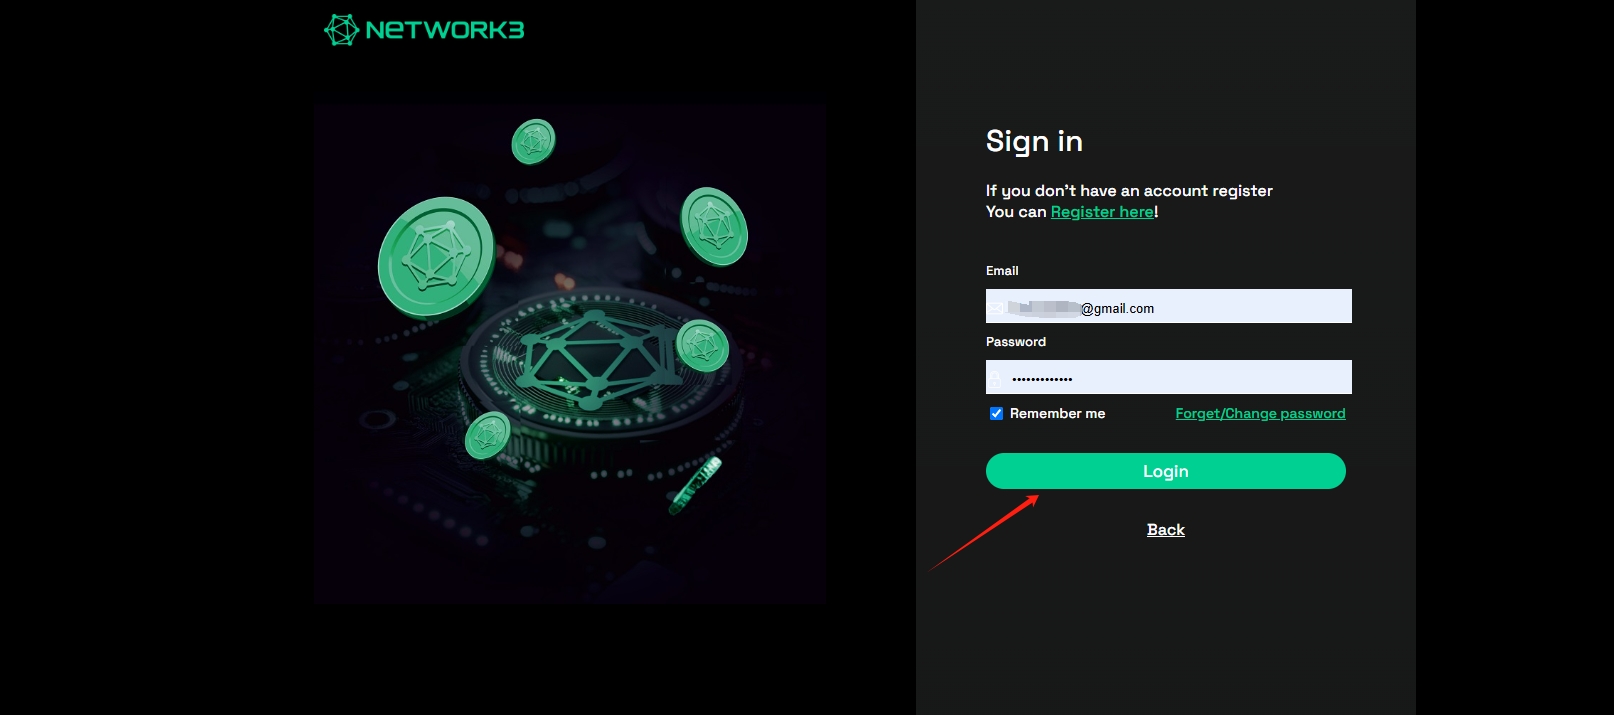 NETWORK3
Sign in
If you don't have an account register
You can Register here!
Email
@gmail.com
Password
•••••••••••••
Remember me
Forget/Change password
Login
Back